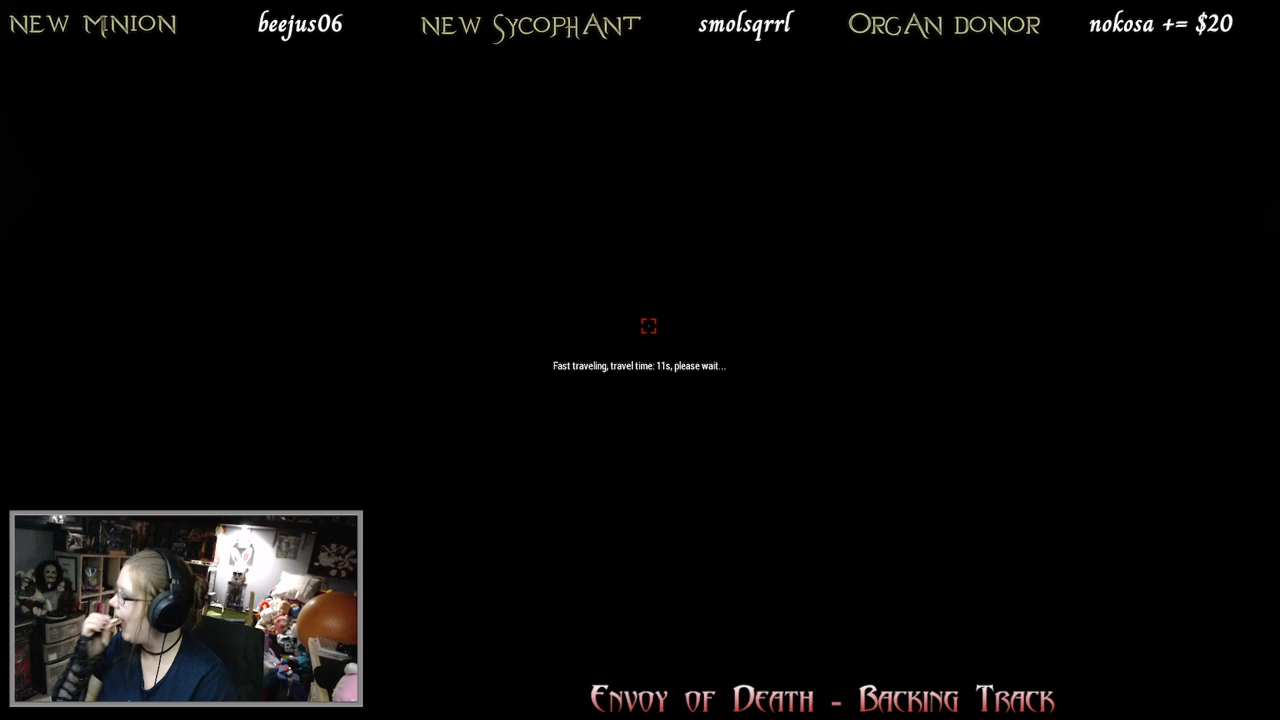 NEW MINION beejus06 NEW SYCOPHANT smolsqrrl ORGAN DONOR nokosa += $20
Fast traveling, travel time: 11s, please wait...
ENVOY OF DEATH - BACKING TRACK